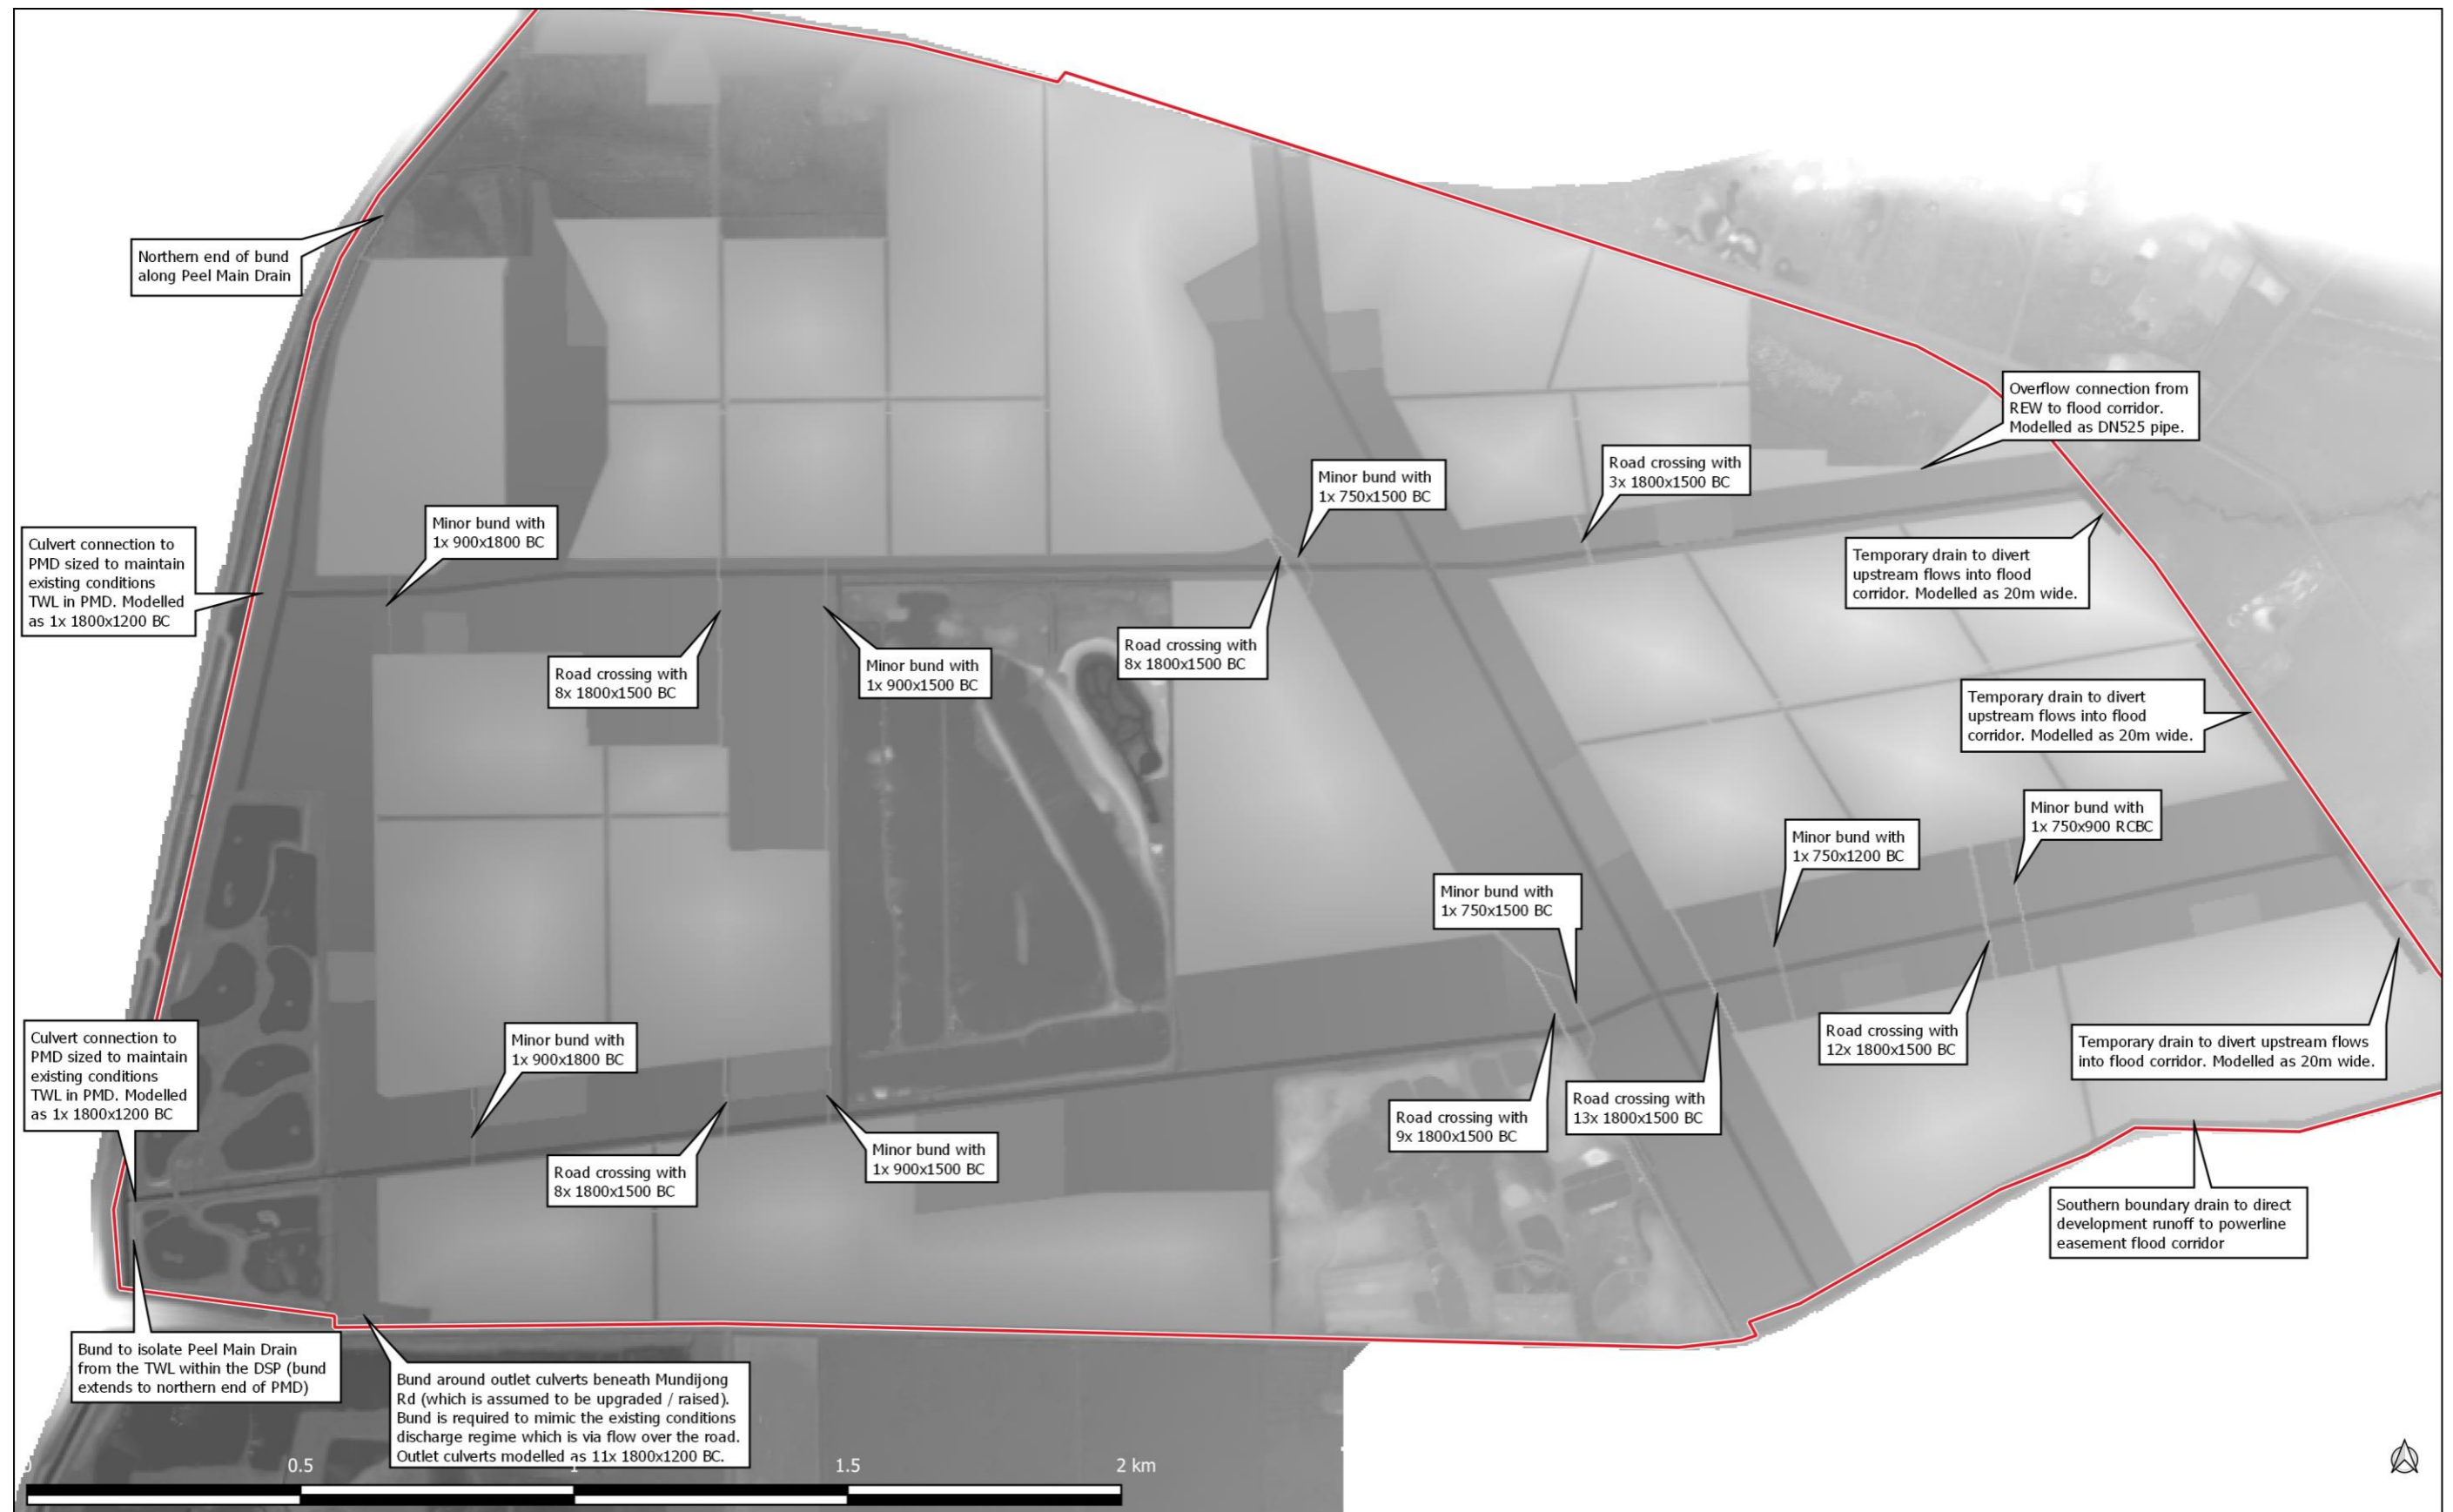 Northern end of bund
along Peel Main Drain
Overflow connection from
REW to flood corridor.
Modelled as DN525 pipe.
Road crossing with
3x 1800x1500 BC
Minor bund with
1x 750x1500 BC
Minor bund with
1x 900x1800 BC
Culvert connection to
PMD sized to maintain
existing conditions
TWL in PMD. Modelled
as 1x 1800x1200 BC
Temporary drain to divert
upstream flows into flood
corridor. Modelled as 20m wide.
Road crossing with
8x 1800x1500 BC
Minor bund with
1x 900x1500 BC
Road crossing with
8x 1800x1500 BC
Temporary drain to divert
upstream flows into flood
corridor. Modelled as 20m wide.
Minor bund with
1x 750x900 RCBC
Minor bund with
1x 750x1200 BC
Minor bund with
1x 750x1500 BC
Culvert connection to
PMD sized to maintain
existing conditions
TWL in PMD. Modelled
as 1x 1800x1200 BC
Minor bund with
1x 900x1800 BC
Road crossing with
12x 1800x1500 BC
Temporary drain to divert upstream flows
into flood corridor. Modelled as 20m wide.
Road crossing with
13x 1800x1500 BC
Road crossing with
9x 1800x1500 BC
Minor bund with
1x 900x1500 BC
Road crossing with
8x 1800x1500 BC
Southern boundary drain to direct
development runoff to powerline
easement flood corridor
Bund to isolate Peel Main Drain
from the TWL within the DSP (bund
extends to northern end of PMD)
Bund around outlet culverts beneath Mundijong
Rd (which is assumed to be upgraded / raised).
Bund is required to mimic the existing conditions
discharge regime which is via flow over the road.
Outlet culverts modelled as 11x 1800x1200 BC.
0 0.5 1 1.5 2 km